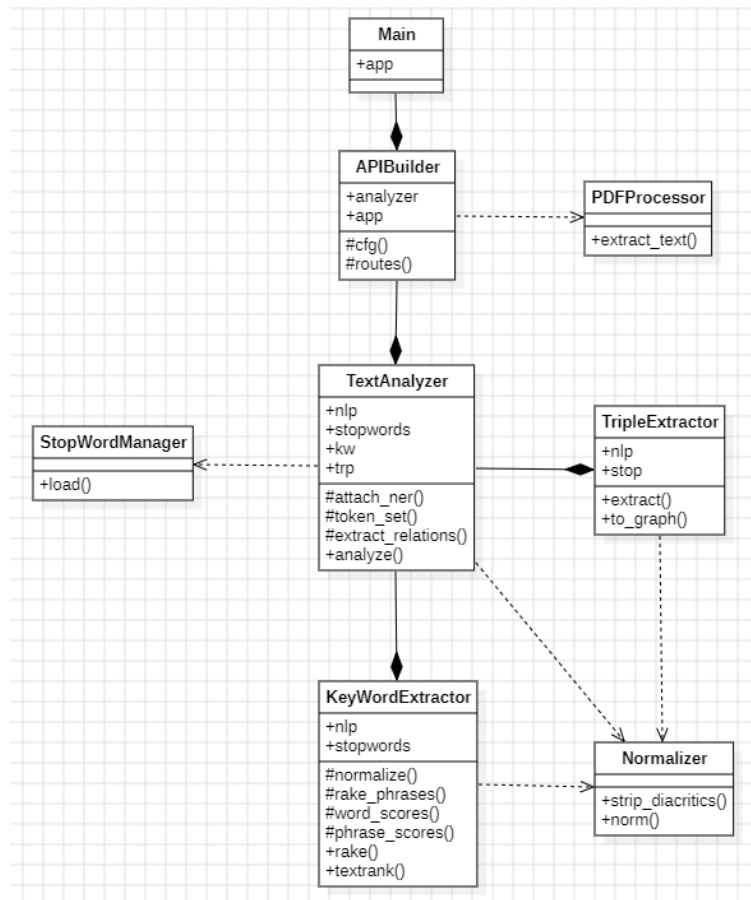 Main
+app
APIBuilder
+analyzer
+app
#cfg()
#routes()
PDFProcessor
+extract_text()
TextAnalyzer
+nlp
+stopwords
+kw
+trp
#attach_ner()
#token_set()
#extract_relations()
+analyze()
StopWordManager
+load()
TripleExtractor
+nlp
+stop
+extract()
+to_graph()
KeyWordExtractor
+nlp
+stopwords
#normalize()
#rake_phrases()
#word_scores()
#phrase_scores()
+rake()
+textrank()
Normalizer
+strip_diacritics()
+norm()